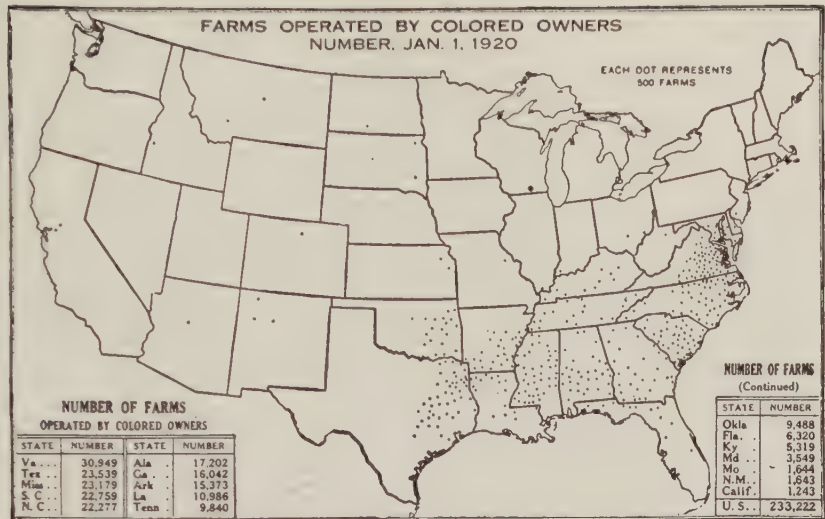 FARMS OPERATED BY COLORED OWNERS
NUMBER, JAN. 1, 1920
EACH DOT REPRESENTS
500 FARMS
NUMBER OF FARMS
OPERATED BY COLORED OWNERS
STATE NUMBER STATE NUMBER
Va... 30,949 Ala . 17,202
Tex .. 23,539 Ga .. 16,042
Miss .. 23,179 Ark . 15,373
S. C .. 22,759 La .. 10,986
N. C .. 22,277 Tenn . 9,840
NUMBER OF FARMS
(Continued)
STATE NUMBER
Okla 9,488
Fla. . 6,320
Ky . . 5,319
Md . . 3,549
Mo . . 1,644
N.M. . 1,643
Calif . 1,243
U. S. . 233,222